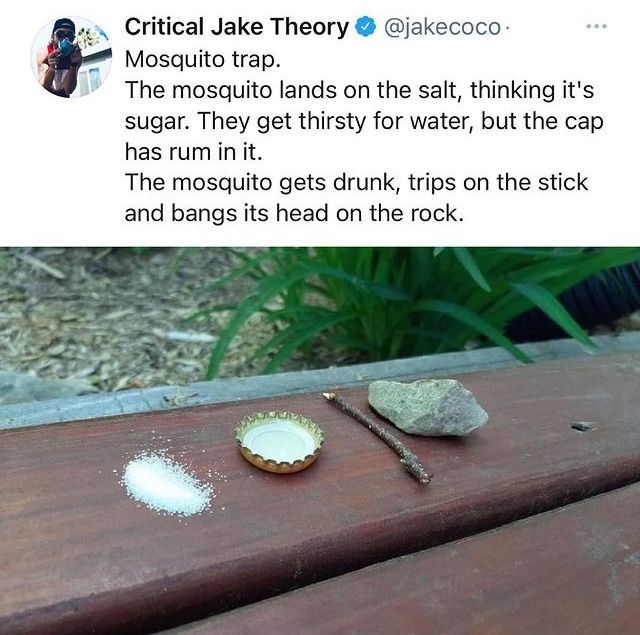 Critical Jake Theory @jakecoco·
Mosquito trap.
The mosquito lands on the salt, thinking it's
sugar. They get thirsty for water, but the cap
has rum in it.
The mosquito gets drunk, trips on the stick
and bangs its head on the rock.